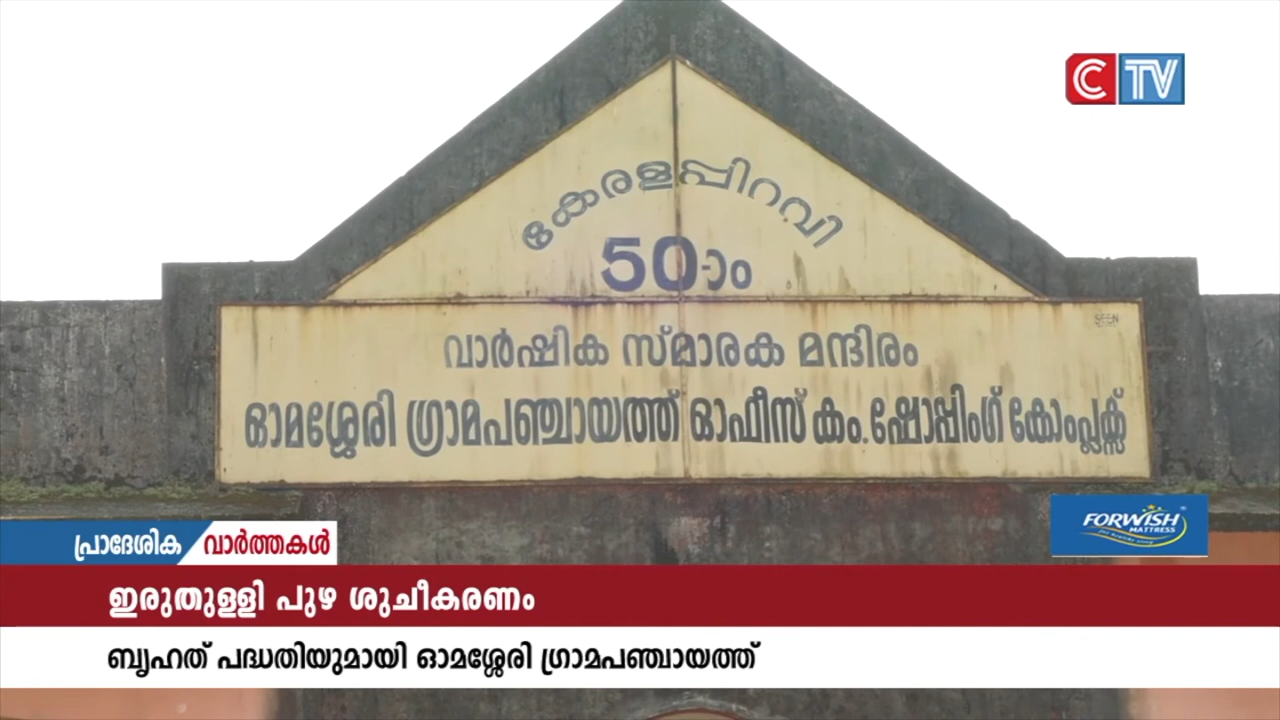 C TV
കേരളപ്പിറവി
50-ാം
വാർഷിക സ്മാരക മന്ദിരം
ഓമശ്ശേരി ഗ്രാമപഞ്ചായത്ത് ഓഫീസ് കം.ഷോപ്പിംഗ് കോംപ്ലക്സ്
FORWISH
MATTRESS
പ്രാദേശിക വാർത്തകൾ
ഇരുതുള്ളി പുഴ ശുചീകരണം
ബൃഹത് പദ്ധതിയുമായി ഓമശ്ശേരി ഗ്രാമപഞ്ചായത്ത്